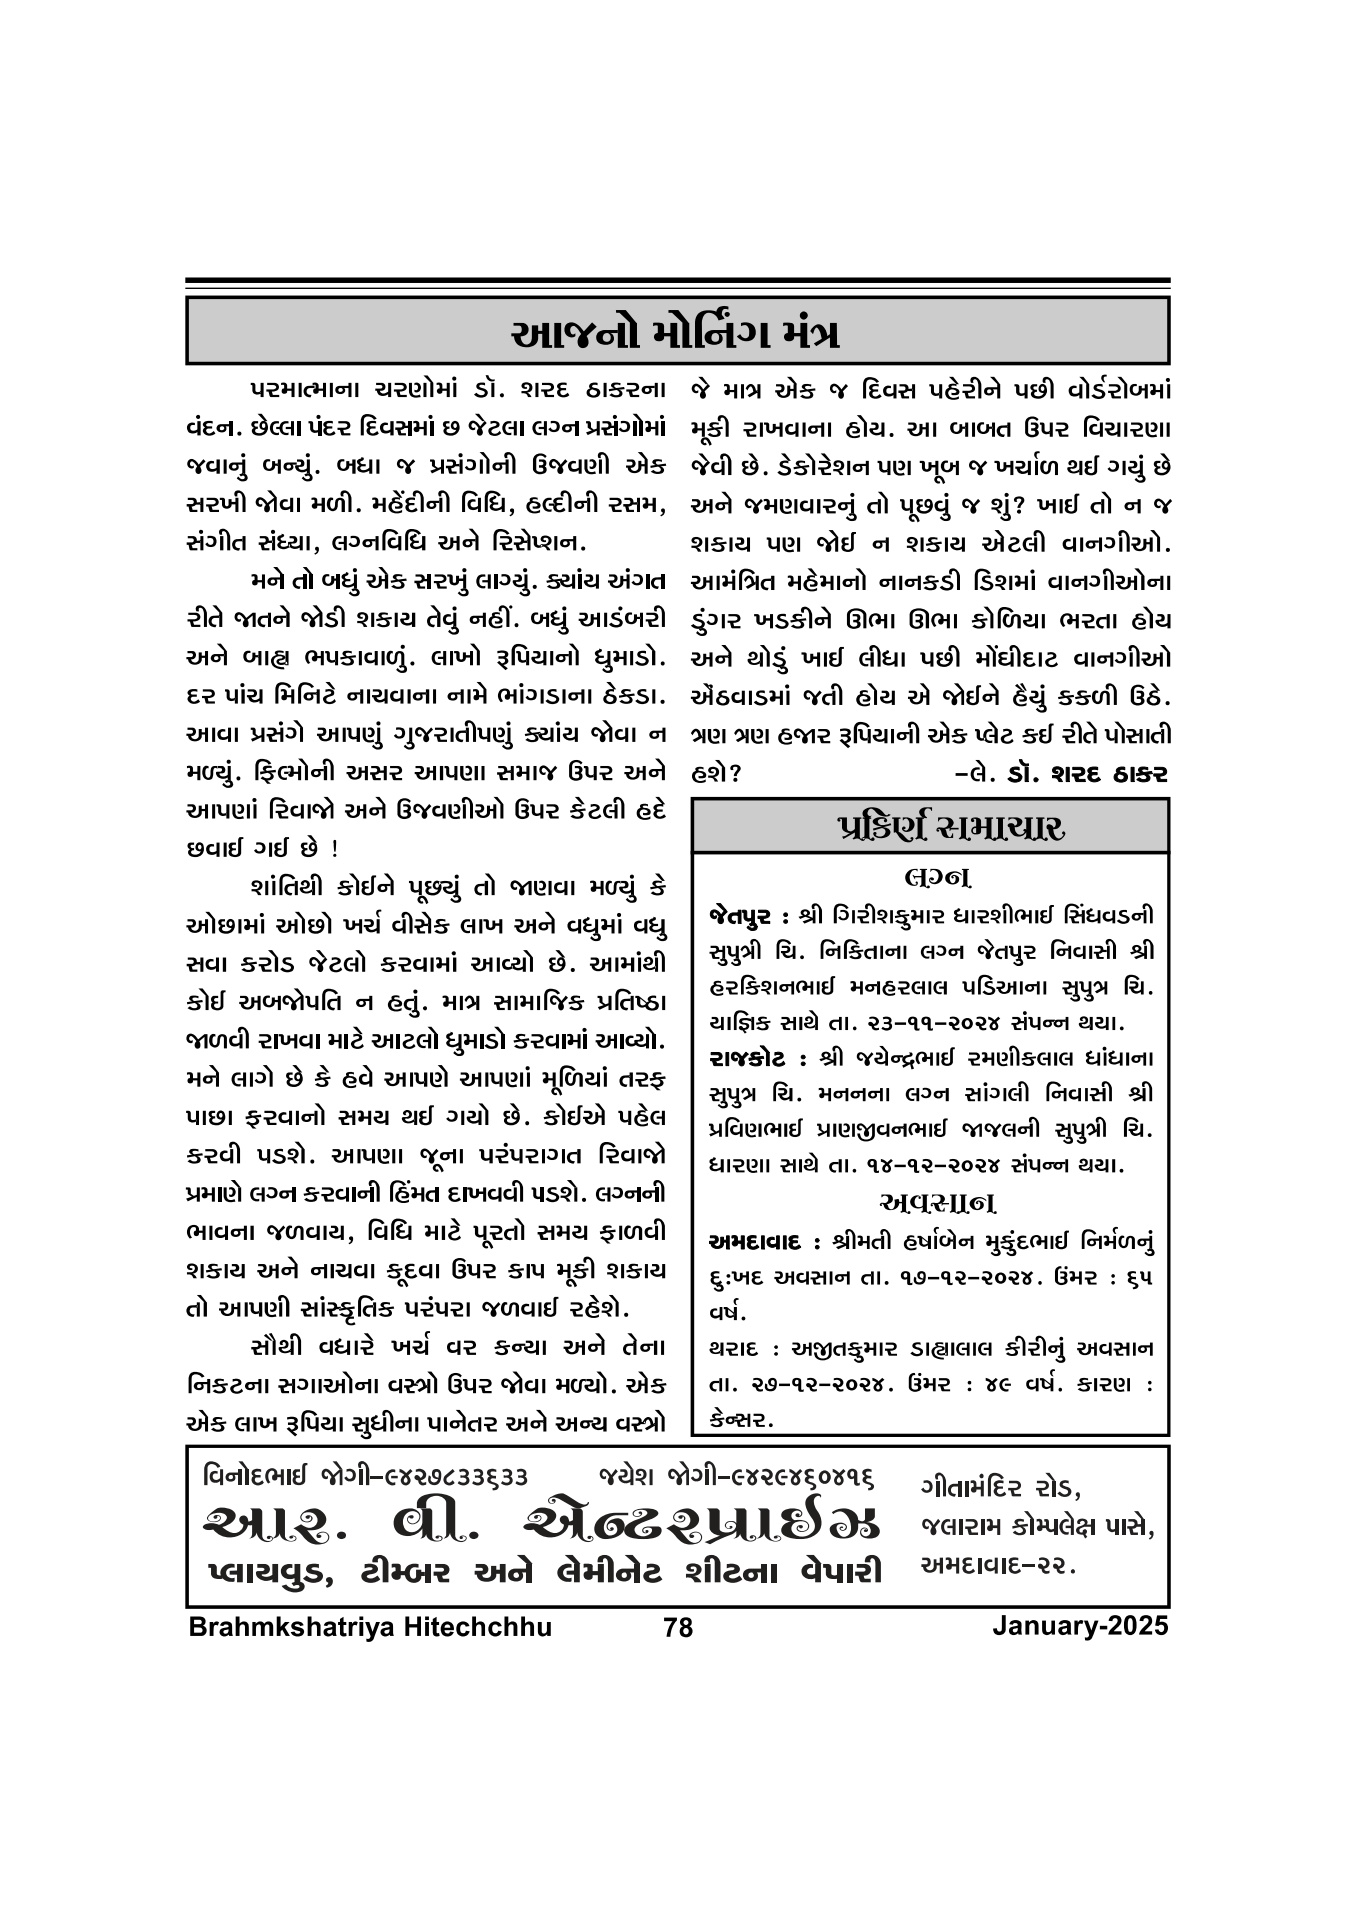 આજનો મોર્નિંગ મંત્ર
પરમાત્માના ચરણોમાં ડૉ. શરદ ઠાકરના
વંદન. છેલ્લા પંદર દિવસમાં છ જેટલા લગ્ન પ્રસંગોમાં
જવાનું બન્યું. બધા જ પ્રસંગોની ઉજવણી એક
સરખી જોવા મળી. મહેંદીની વિધિ, હલ્દીની રસમ,
સંગીત સંધ્યા, લગ્નવિધિ અને રિસેપ્શન.
મને તો બધું એક સરખું લાગ્યું. ક્યાંય અંગત
રીતે જાતને જોડી શકાય તેવું નહીં. બધું આડંબરી
અને બાહ્ય ભપકાવાળું. લાખો રૂપિયાનો ધુમાડો.
દર પાંચ મિનિટે નાચવાના નામે ભાંગડાના ઠેકડા.
આવા પ્રસંગે આપણું ગુજરાતીપણું ક્યાંય જોવા ન
મળ્યું. ફિલ્મોની અસર આપણા સમાજ ઉપર અને
આપણાં રિવાજો અને ઉજવણીઓ ઉપર કેટલી હદે
છવાઈ ગઈ છે !
શાંતિથી કોઈને પૂછ્યું તો જાણવા મળ્યું કે
ઓછામાં ઓછો ખર્ચ વીસેક લાખ અને વધુમાં વધુ
સવા કરોડ જેટલો કરવામાં આવ્યો છે. આમાંથી
કોઈ અબજોપતિ ન હતું. માત્ર સામાજિક પ્રતિષ્ઠા
જાળવી રાખવા માટે આટલો ધુમાડો કરવામાં આવ્યો.
મને લાગે છે કે હવે આપણે આપણાં મૂળિયાં તરફ
પાછા ફરવાનો સમય થઈ ગયો છે. કોઈએ પહેલ
કરવી પડશે. આપણા જૂના પરંપરાગત રિવાજો
પ્રમાણે લગ્ન કરવાની હિંમત દાખવવી પડશે. લગ્નની
ભાવના જળવાય, વિધિ માટે પૂરતો સમય ફાળવી
શકાય અને નાચવા કૂદવા ઉપર કાપ મૂકી શકાય
તો આપણી સાંસ્કૃતિક પરંપરા જળવાઈ રહેશે.
સૌથી વધારે ખર્ચ વર કન્યા અને તેના
નિકટના સગાઓના વસ્ત્રો ઉપર જોવા મળ્યો. એક
એક લાખ રૂપિયા સુધીના પાનેતર અને અન્ય વસ્ત્રો
જે માત્ર એક જ દિવસ પહેરીને પછી વોર્ડરોબમાં
મૂકી રાખવાના હોય. આ બાબત ઉપર વિચારણા
જેવી છે. ડેકોરેશન પણ ખૂબ જ ખર્ચાળ થઈ ગયું છે
અને જમણવારનું તો પૂછવું જ શું? ખાઈ તો ન જ
શકાય પણ જોઈ ન શકાય એટલી વાનગીઓ.
આમંત્રિત મહેમાનો નાનકડી ડિશમાં વાનગીઓના
ડુંગર ખડકીને ઊભા ઊભા કોળિયા ભરતા હોય
અને થોડું ખાઈ લીધા પછી મોંઘીદાટ વાનગીઓ
એંઠવાડમાં જતી હોય એ જોઈને હૈયું કકળી ઉઠે.
ત્રણ ત્રણ હજાર રૂપિયાની એક પ્લેટ કઈ રીતે પોસાતી
હશે? –લે. ડૉ. શરદ ઠાકર
પ્રકિર્ણ સમાચાર
લગ્ન
જેતપુર : શ્રી ગિરીશકુમાર ધારશીભાઈ સિંધવડની
સુપુત્રી ચિ. નિકિતાના લગ્ન જેતપુર નિવાસી શ્રી
હરકિશનભાઈ મનહરલાલ પડિઆના સુપુત્ર ચિ.
યાજ્ઞિક સાથે તા. ૨૩–૧૧–૨૦૨૪ સંપન્ન થયા.
રાજકોટ : શ્રી જયેન્દ્રભાઈ રમણીકલાલ ધાંધાના
સુપુત્ર ચિ. મનનના લગ્ન સાંગલી નિવાસી શ્રી
પ્રવિણભાઈ પ્રાણજીવનભાઈ જાજલની સુપુત્રી ચિ.
ધારણા સાથે તા. ૧૪–૧૨–૨૦૨૪ સંપન્ન થયા.
અવસાન
અમદાવાદ : શ્રીમતી હર્ષાબેન મુકુંદભાઈ નિર્મળનું
દુ:ખદ અવસાન તા. ૧૭–૧૨–૨૦૨૪. ઉંમર : ૬૫
વર્ષ.
થરાદ : અજીતકુમાર ડાહ્યાલાલ કીરીનું અવસાન
તા. ૨૭–૧૨–૨૦૨૪. ઉંમર : ૪૯ વર્ષ. કારણ :
કેન્સર.
વિનોદભાઈ જોગી–૯૪૨૭૮૩૩૬૩૩ જયેશ જોગી–૯૪૨૯૪૬૦૪૧૬
આર. વી. એન્ટરપ્રાઈઝ
પ્લાયવુડ, ટીમ્બર અને લેમીનેટ શીટના વેપારી
ગીતામંદિર રોડ,
જલારામ કોમ્પલેક્ષ પાસે,
અમદાવાદ–૨૨.
Brahmkshatriya Hitechchhu 78 January-2025